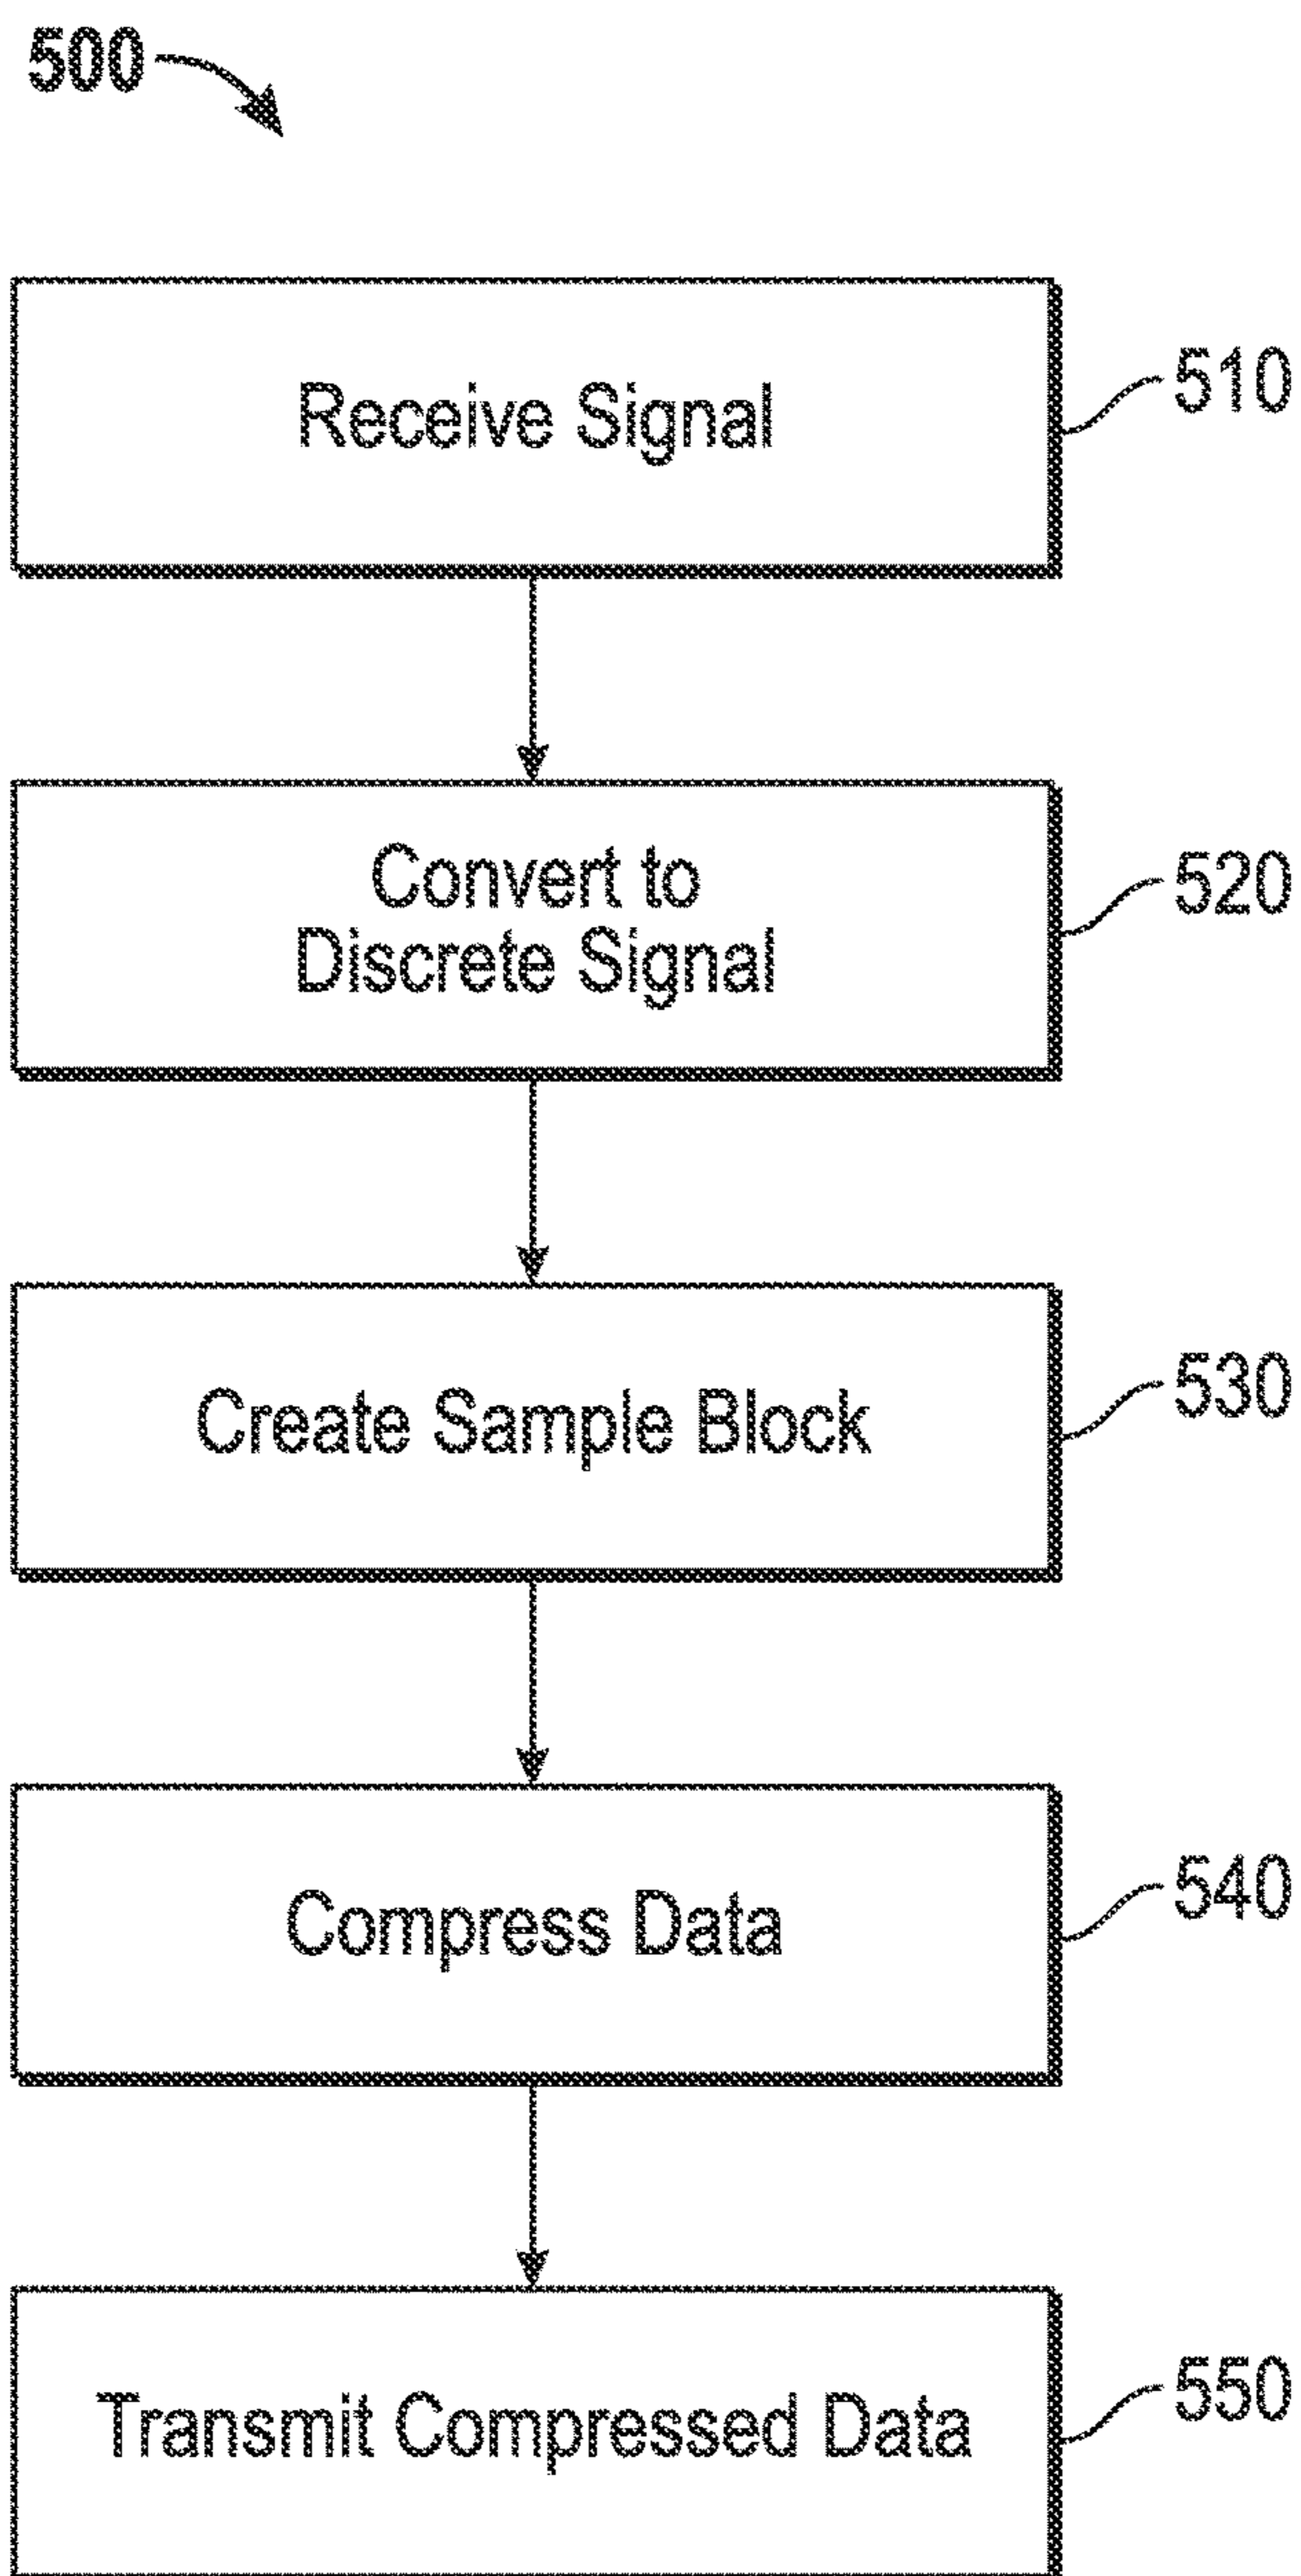 500
Receive Signal
510
Convert to
Discrete Signal
520
Create Sample Block
530
Compress Data
540
Transmit Compressed Data
550